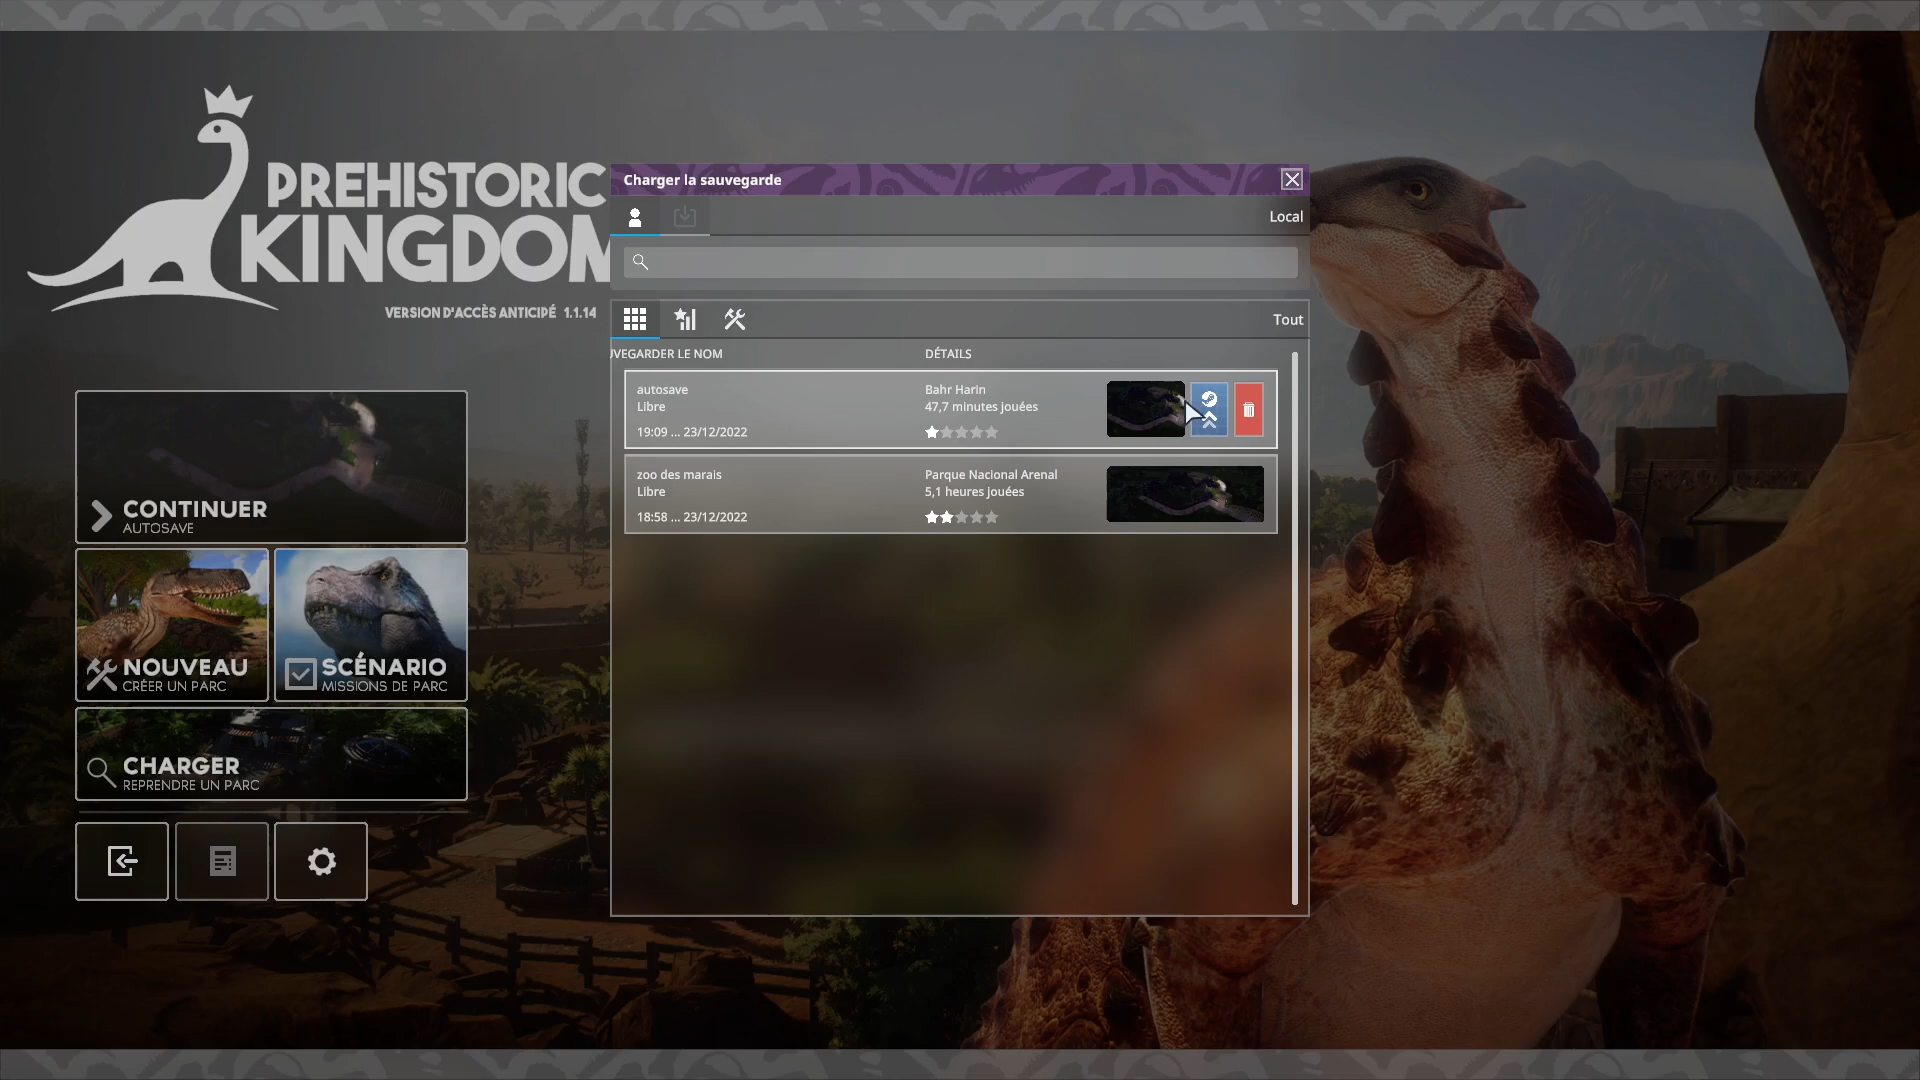 PREHISTORIC
KINGDOM
VERSION D'ACCÈS ANTICIPÉ 1.1.14
CONTINUER
AUTOSAVE
NOUVEAU
CRÉER UN PARC
SCÉNARIO
MISSIONS DE PARC
CHARGER
REPRENDRE UN PARC
Charger la sauvegarde
Local
Tout
UVEGARDER LE NOM
DÉTAILS
autosave
Libre
19:09 ... 23/12/2022
Bahr Harin
47,7 minutes jouées
zoo des marais
Libre
18:58 ... 23/12/2022
Parque Nacional Arenal
5,1 heures jouées